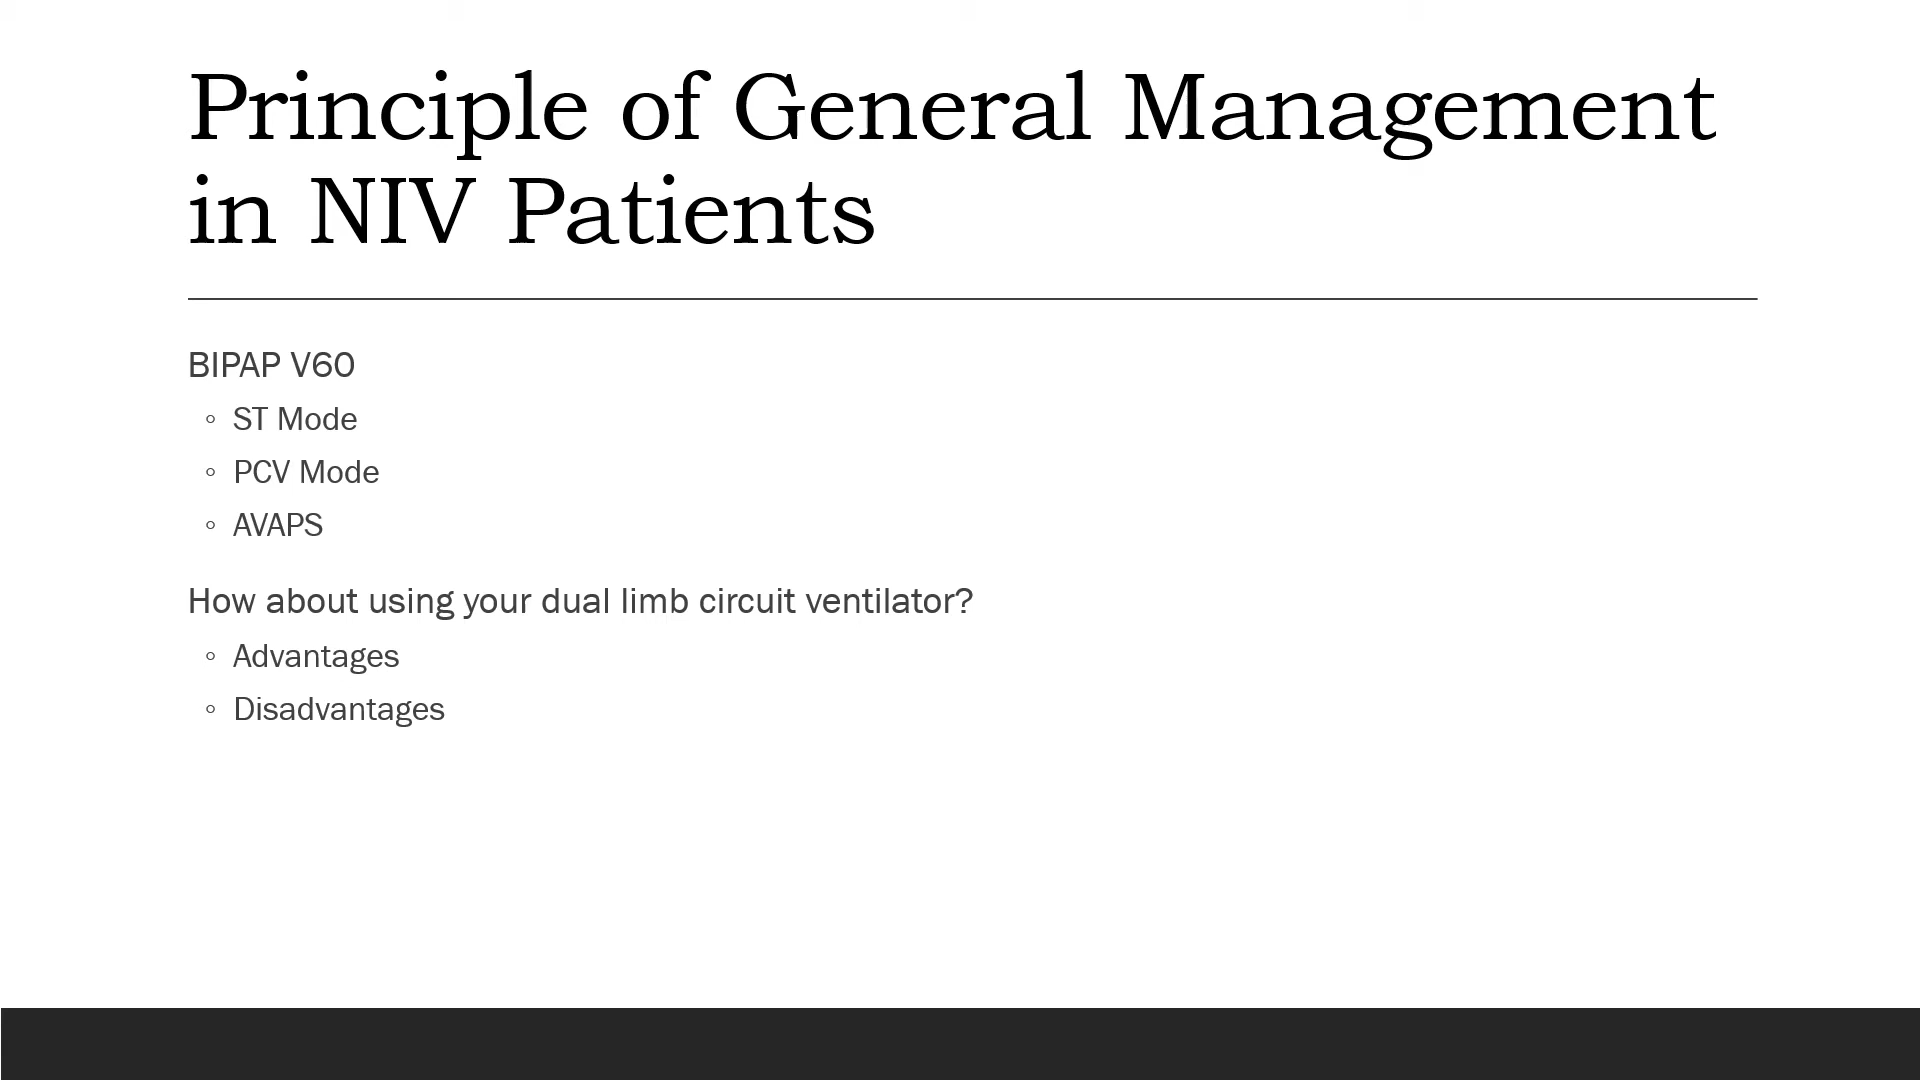 Principle of General Management
in NIV Patients
BIPAP V60
◦ ST Mode
◦ PCV Mode
◦ AVAPS
How about using your dual limb circuit ventilator?
◦ Advantages
◦ Disadvantages